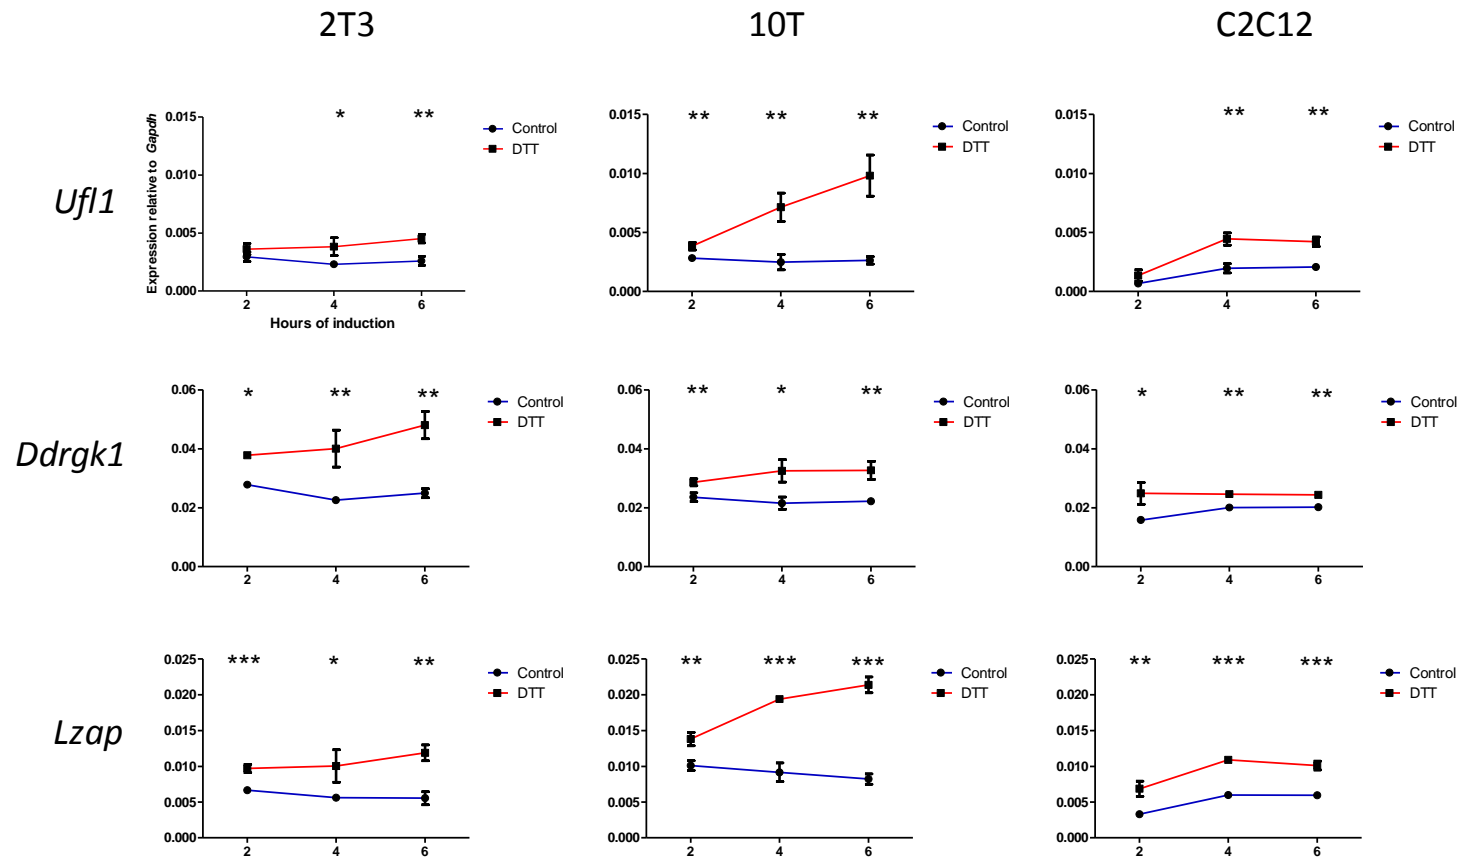 2T3 10T C2C12
Ufl1
Expression relative to Gapdh
0.015
0.010
0.005
0.000
* **
2 4 6
Hours of induction
Control
DTT
0.015
0.010
0.005
0.000
** ** **
2 4 6
Control
DTT
0.015
0.010
0.005
0.000
** **
2 4 6
Control
DTT
Ddrgk1
0.06
0.04
0.02
0.00
* ** **
2 4 6
Control
DTT
0.06
0.04
0.02
0.00
** * **
2 4 6
Control
DTT
0.06
0.04
0.02
0.00
* ** **
2 4 6
Control
DTT
Lzap
0.025
0.020
0.015
0.010
0.005
0.000
*** * **
2 4 6
Control
DTT
0.025
0.020
0.015
0.010
0.005
0.000
** *** ***
2 4 6
Control
DTT
0.025
0.020
0.015
0.010
0.005
0.000
** *** ***
2 4 6
Control
DTT